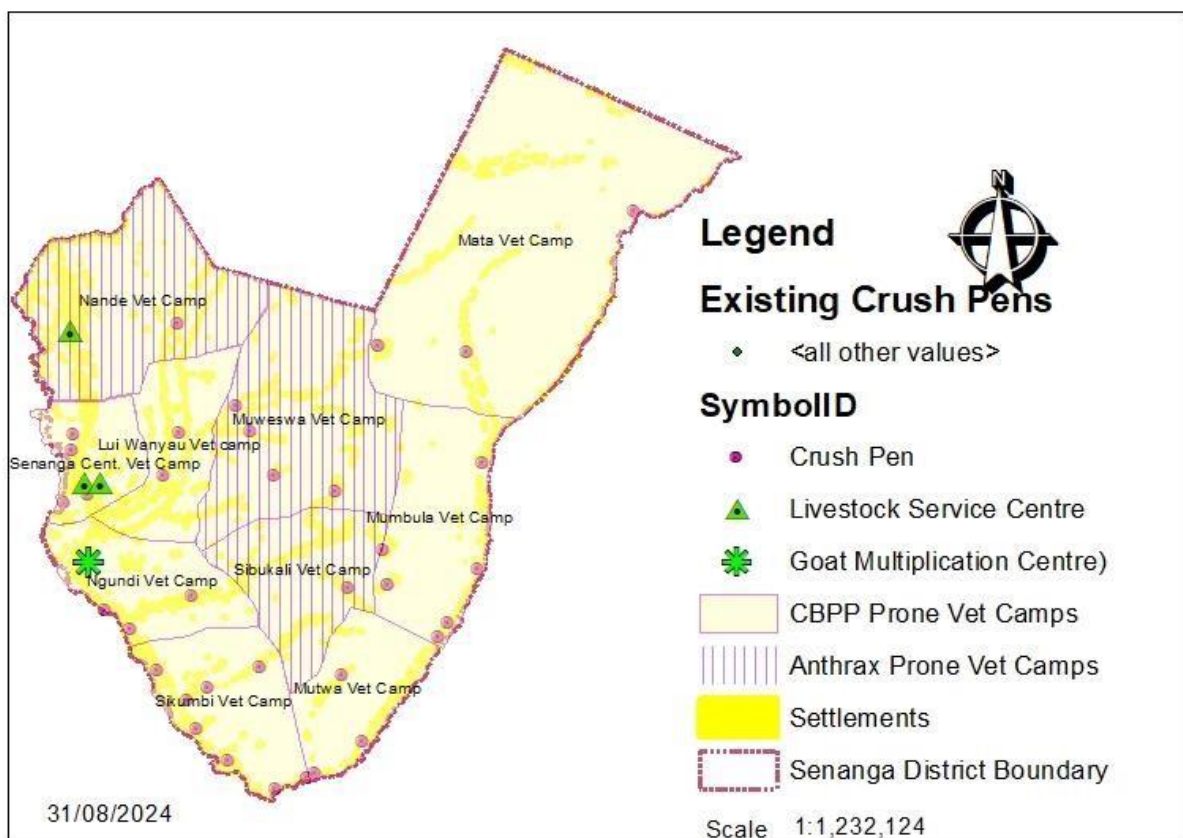 N
Mata Vet Camp
Nande Vet Camp
Muweswa Vet Camp
Lui Wanyau Vet camp
Senanga Cent. Vet Camp
Mumbula Vet Camp
Sibukali Vet Camp
Ngundi Vet Camp
Mutwa Vet Camp
Sikumbi Vet Camp
31/08/2024
Legend
Existing Crush Pens
<all other values>
SymbolID
Crush Pen
Livestock Service Centre
Goat Multiplication Centre)
CBPP Prone Vet Camps
Anthrax Prone Vet Camps
Settlements
Senanga District Boundary
Scale 1:1,232,124